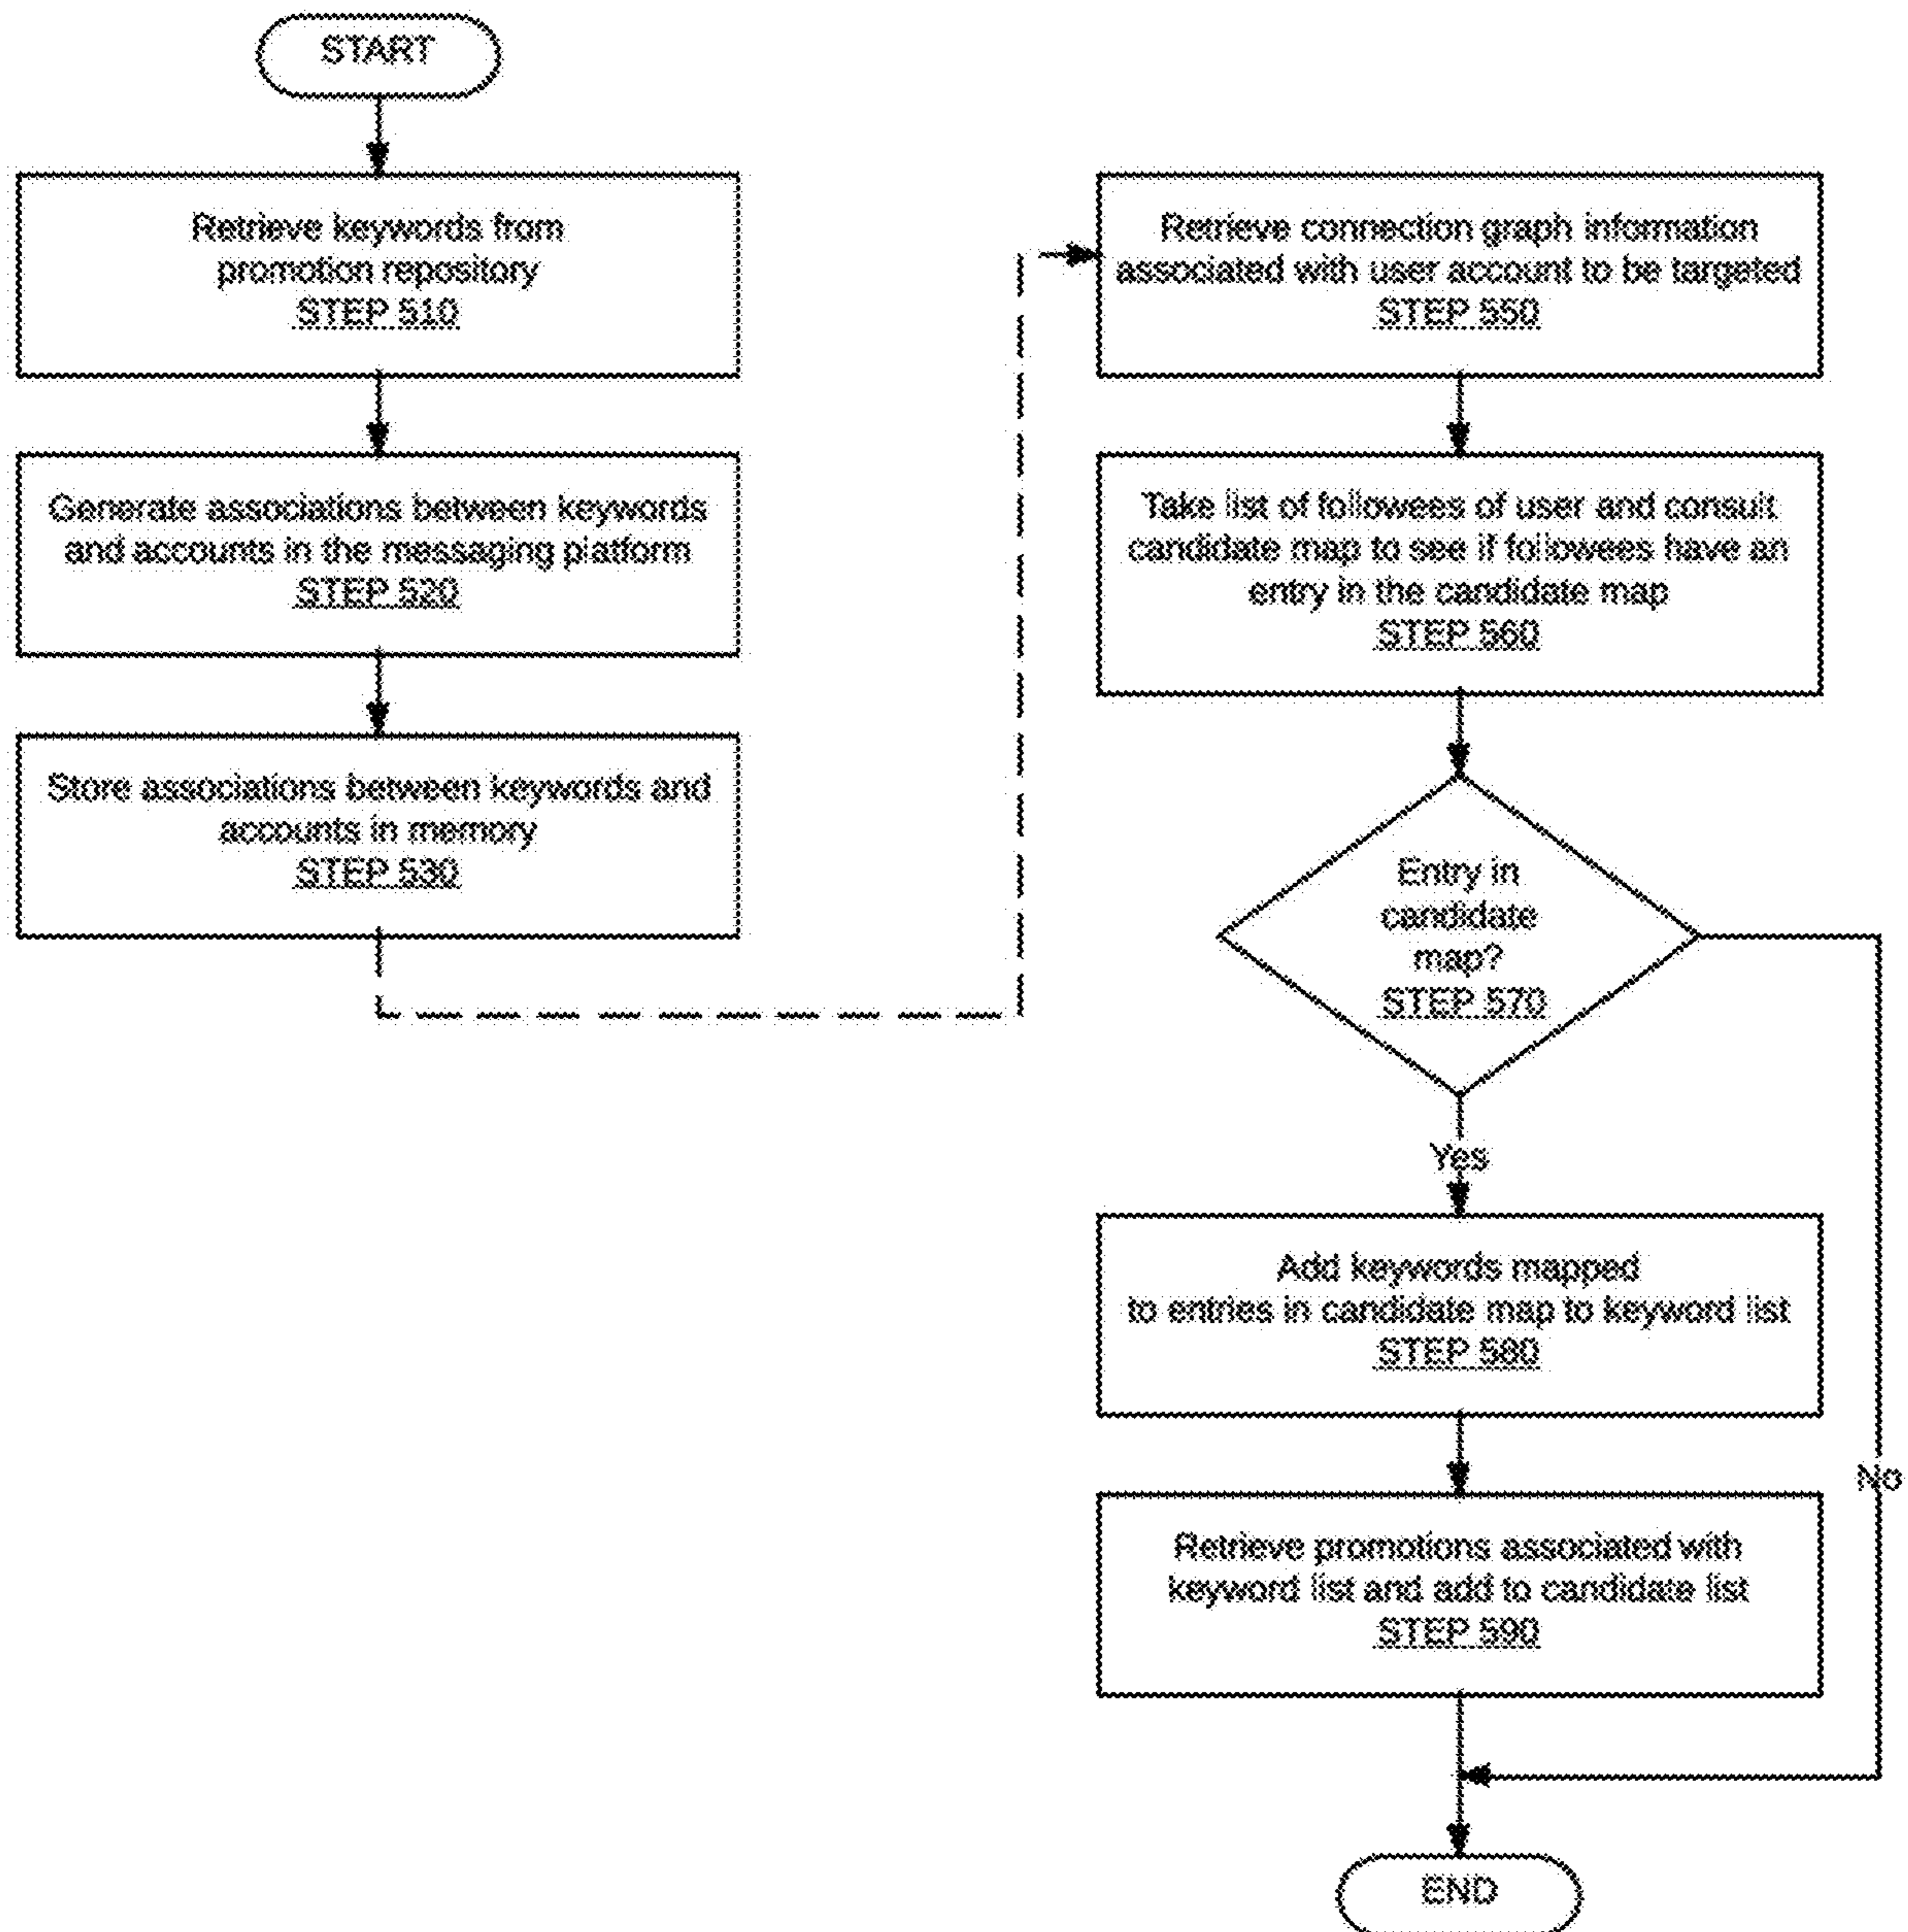 START
Retrieve keywords from
promotion repository
STEP 510
Generate associations between keywords
and accounts in the messaging platform
STEP 520
Store associations between keywords and
accounts in memory
STEP 530
Retrieve connection graph information
associated with user account to be targeted
STEP 550
Take list of followees of user and consult
candidate map to see if followees have an
entry in the candidate map
STEP 560
Entry in
candidate
map?
STEP 570
Yes
Add keywords mapped
to entries in candidate map to keyword list
STEP 580
No
Retrieve promotions associated with
keyword list and add to candidate list
STEP 590
END